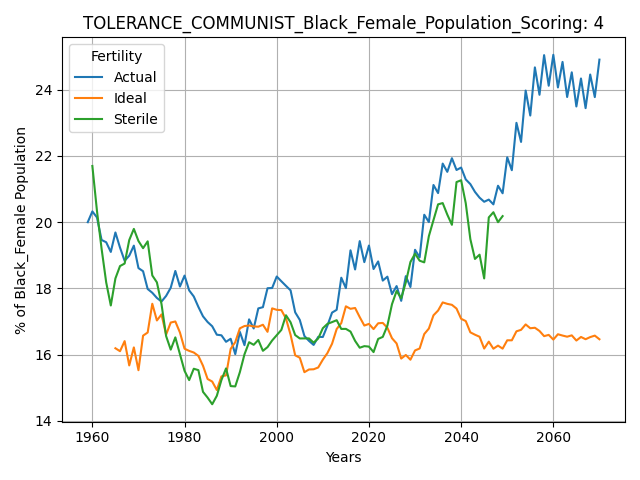 TOLERANCE_COMMUNIST_Black_Female_Population_Scoring: 4
Fertility
Actual
Ideal
Sterile
% of Black_Female Population
24
22
20
18
16
14
1960
1980
2000
2020
2040
2060
Years